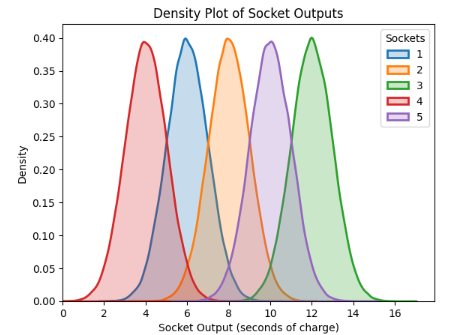 Density Plot of Socket Outputs
Sockets
1
2
3
4
5
0.40
0.35
0.30
0.25
0.20
0.15
0.10
0.05
0.00
Density
0 2 4 6 8 10 12 14 16
Socket Output (seconds of charge)